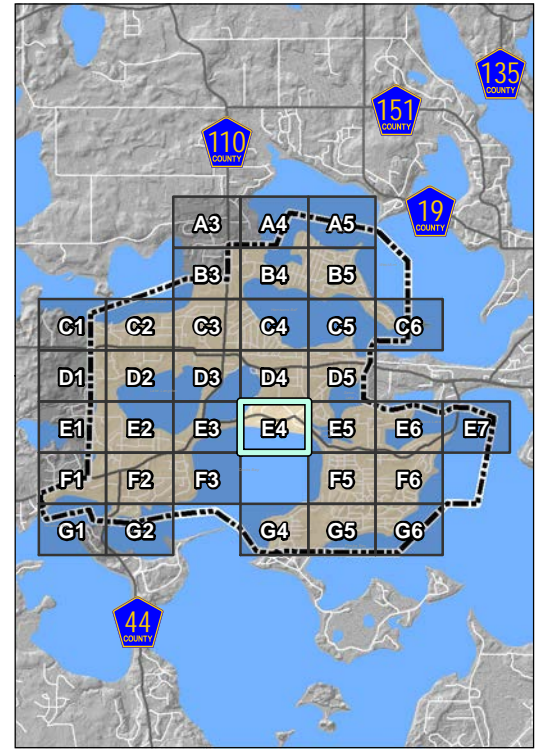 135
COUNTY
151
COUNTY
110
COUNTY
19
COUNTY
A3 A4 A5
B3 B4 B5
C1 C2 C3 C4 C5 C6
D1 D2 D3 D4 D5
E1 E2 E3 E4 E5 E6 E7
F1 F2 F3 F5 F6
G1 G2 G4 G5 G6
44
COUNTY